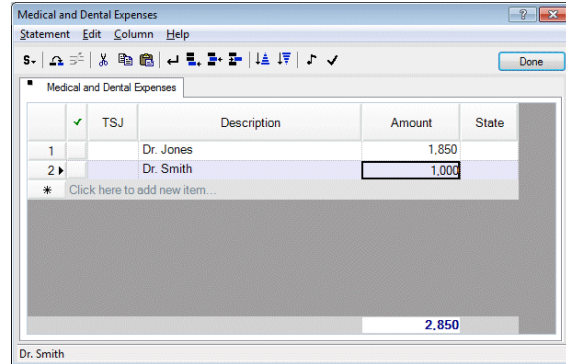 Medical and Dental Expenses
Statement Edit Column Help
S
Done
Medical and Dental Expenses
✓ TSJ Description Amount State
1 Dr. Jones 1,850
2 Dr. Smith 1,000
* Click here to add new item...
2,850
Dr. Smith